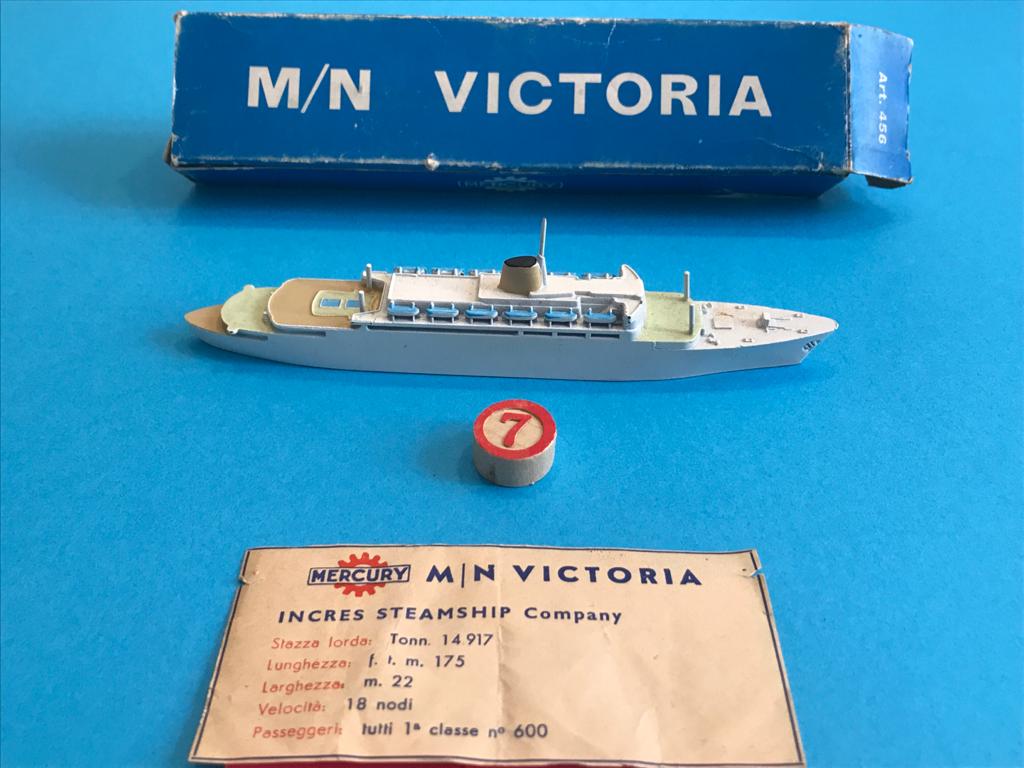 M/N VICTORIA
Art. 456
MERCURY
7
MERCURY M/N VICTORIA
INCRES STEAMSHIP Company
Stazza lorda: Tonn. 14.917
Lunghezza: f. t. m. 175
Larghezza: m. 22
Velocità: 18 nodi
Passeggeri: tutti 1ª classe nº 600